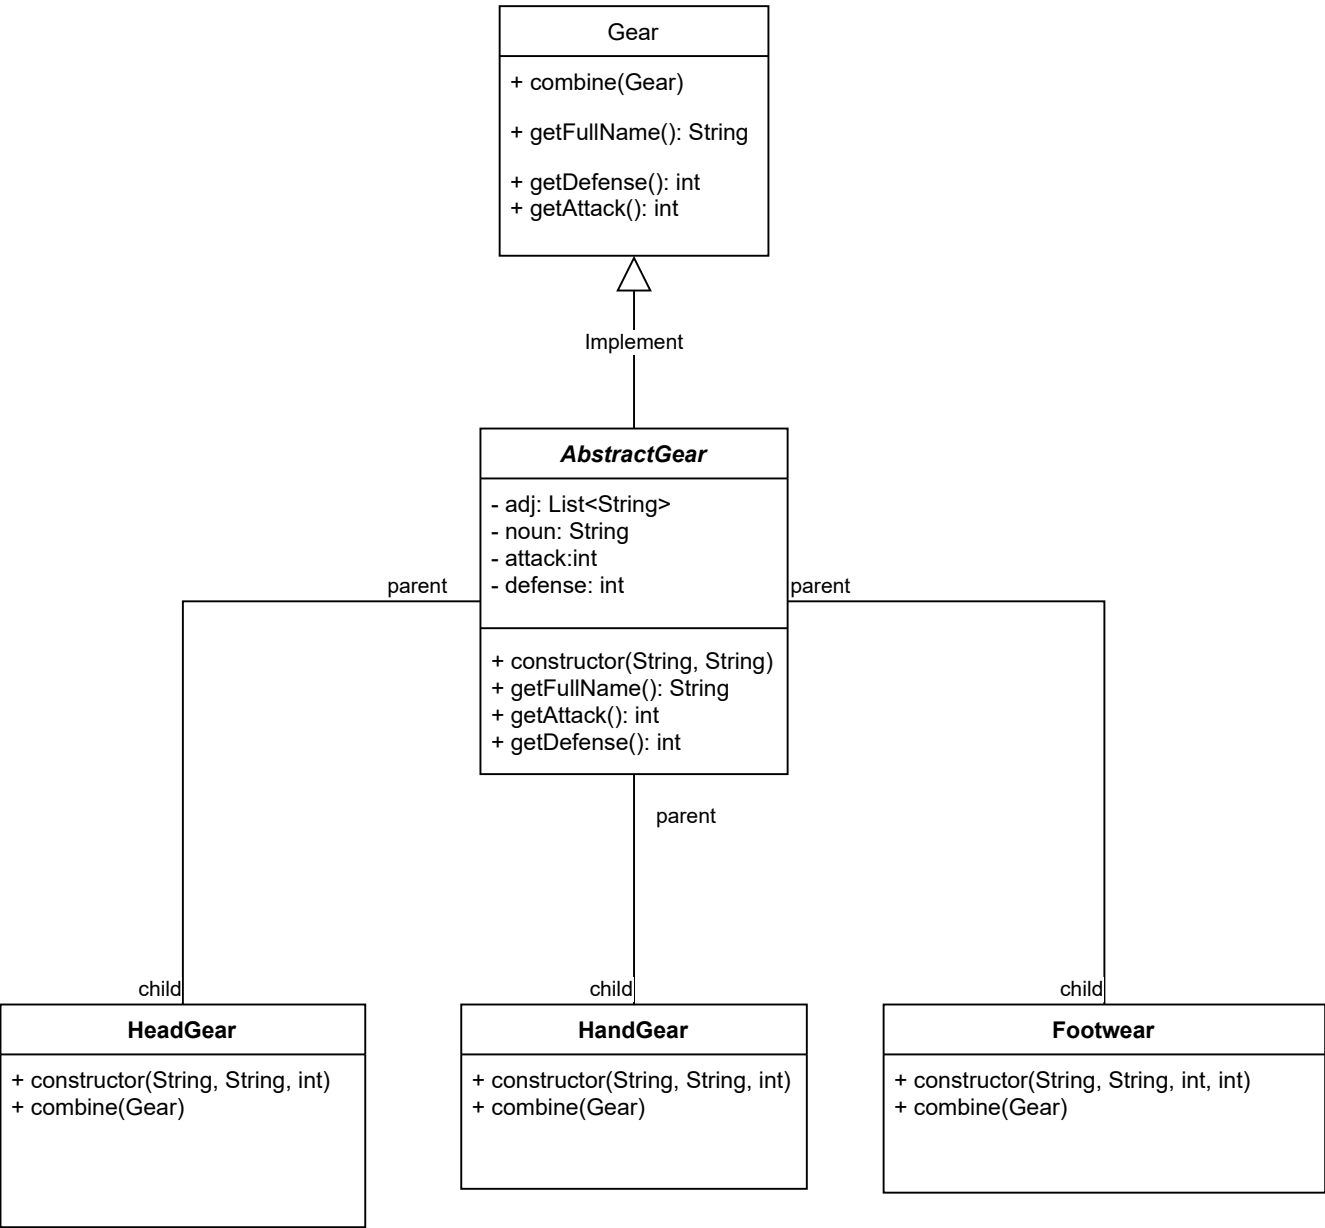 Gear
+ combine(Gear)
+ getFullName(): String
+ getDefense(): int
+ getAttack(): int
Implement
AbstractGear
- adj: List<String>
- noun: String
- attack:int
- defense: int
parent
parent
+ constructor(String, String)
+ getFullName(): String
+ getAttack(): int
+ getDefense(): int
parent
child
child
child
HeadGear
+ constructor(String, String, int)
+ combine(Gear)
HandGear
+ constructor(String, String, int)
+ combine(Gear)
Footwear
+ constructor(String, String, int, int)
+ combine(Gear)